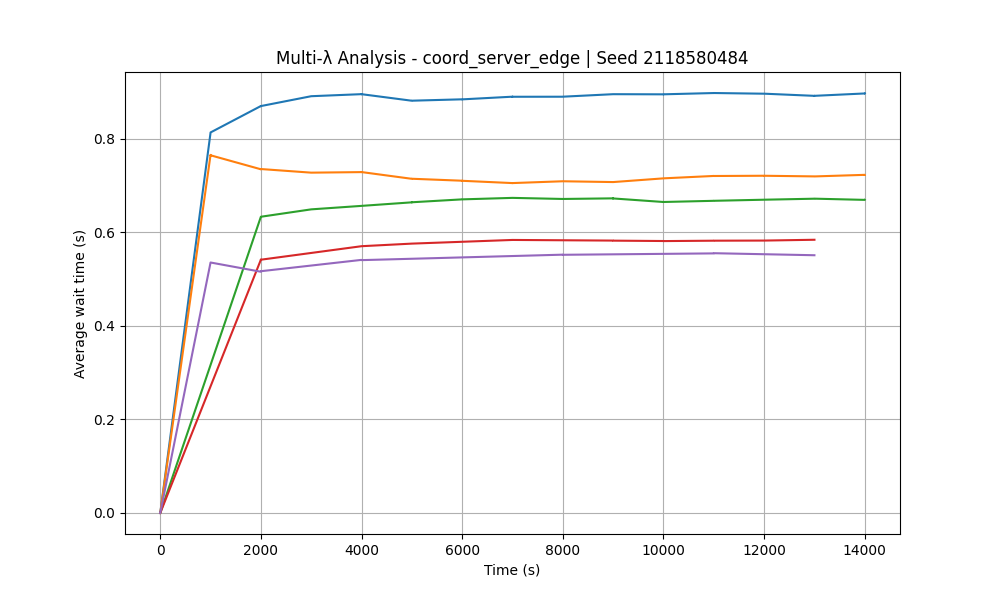 Multi-λ Analysis - coord_server_edge | Seed 2118580484
Average wait time (s)
0.8
0.6
0.4
0.2
0.0
0 2000 4000 6000 8000 10000 12000 14000
Time (s)